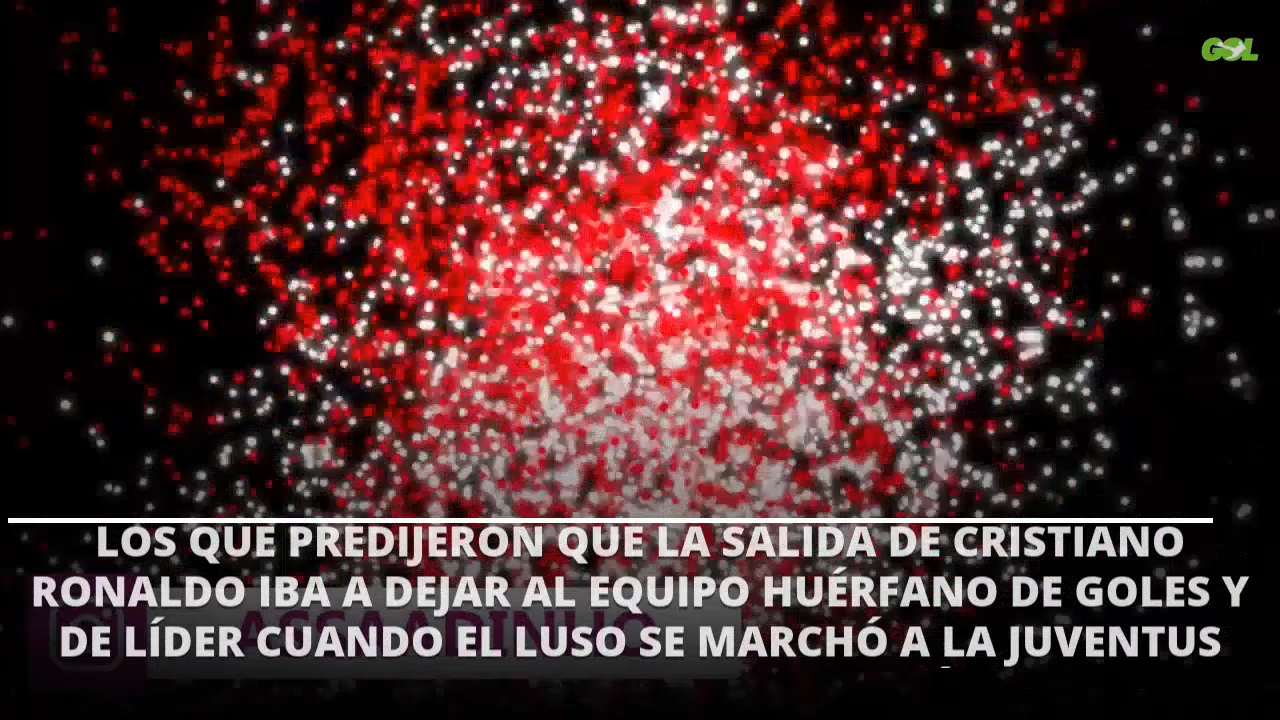 GOL
LOS QUE PREDIJERON QUE LA SALIDA DE CRISTIANO
RONALDO IBA A DEJAR AL EQUIPO HUÉRFANO DE GOLES Y
DE LÍDER CUANDO EL LUSO SE MARCHÓ A LA JUVENTUS